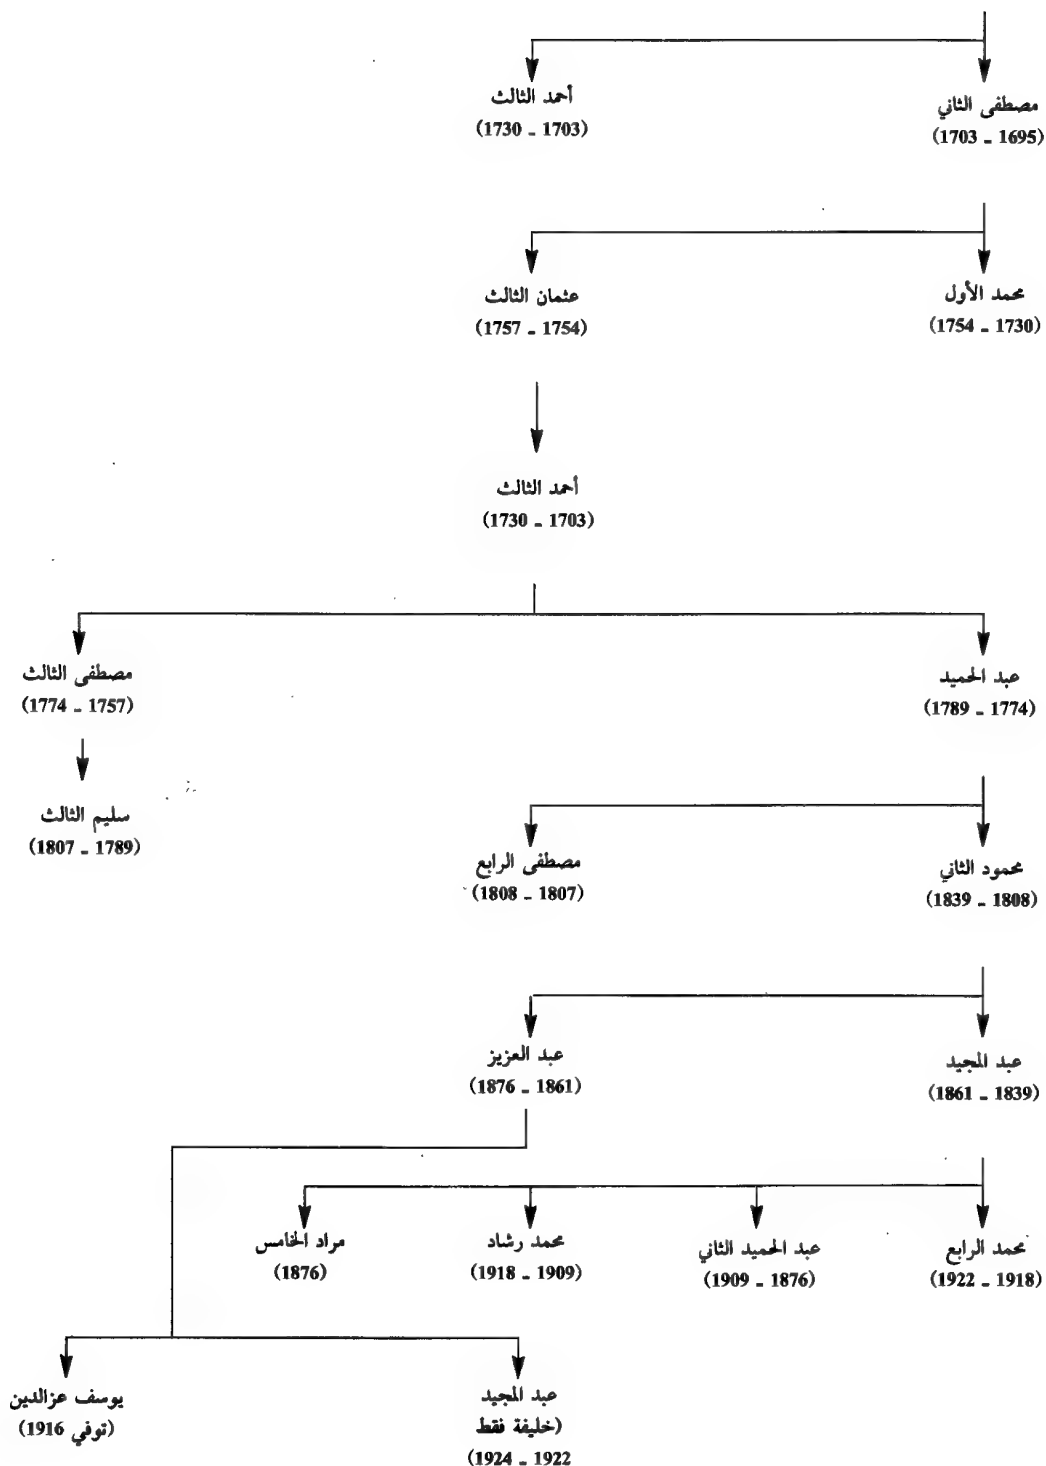 مصطفى الثاني
(1695 - 1703)
أحمد الثالث
(1703 - 1730)
محمد الأول
(1730 - 1754)
عثمان الثالث
(1754 - 1757)
أحمد الثالث
(1703 - 1730)
عبد الحميد
(1774 - 1789)
مصطفى الثالث
(1757 - 1774)
سليم الثالث
(1789 - 1807)
محمود الثاني
(1808 - 1839)
مصطفى الرابع
(1807 - 1808)
عبد المجيد
(1839 - 1861)
عبد العزيز
(1861 - 1876)
محمد الرابع
(1918 - 1922)
عبد الحميد الثاني
(1876 - 1909)
محمد رشاد
(1909 - 1918)
مراد الخامس
(1876)
عبد المجيد
(خليفة فقط
1922 - 1924)
يوسف عزالدين
(توفي 1916)